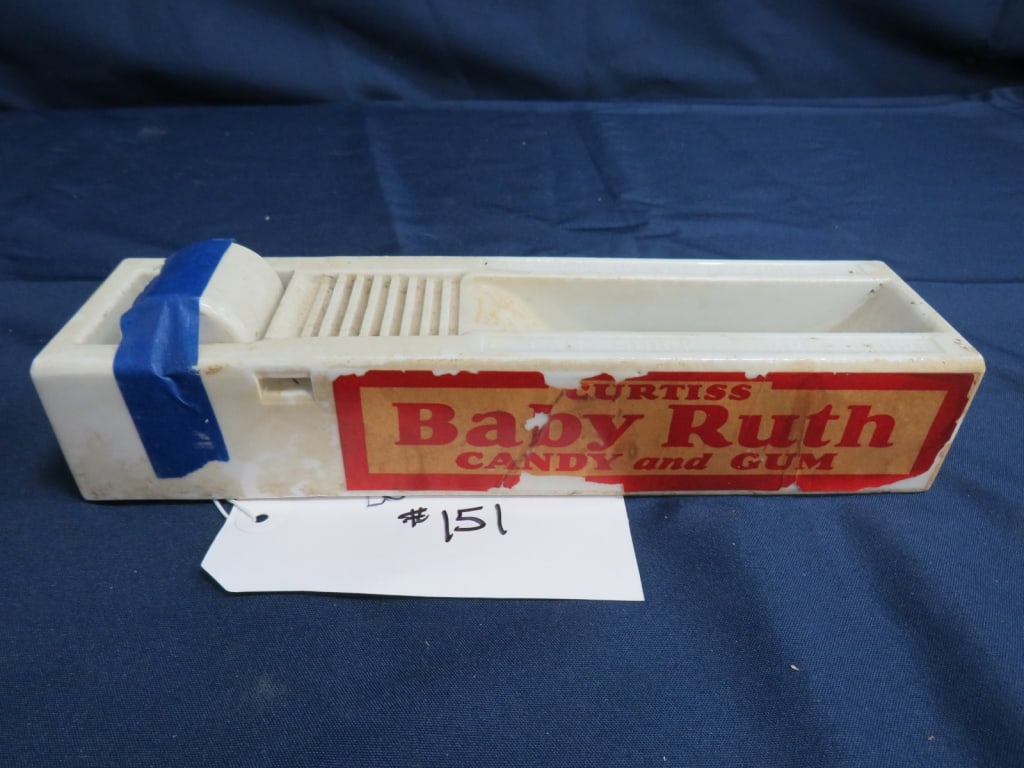 CURTISS
Baby Ruth
CANDY and GUM
#151